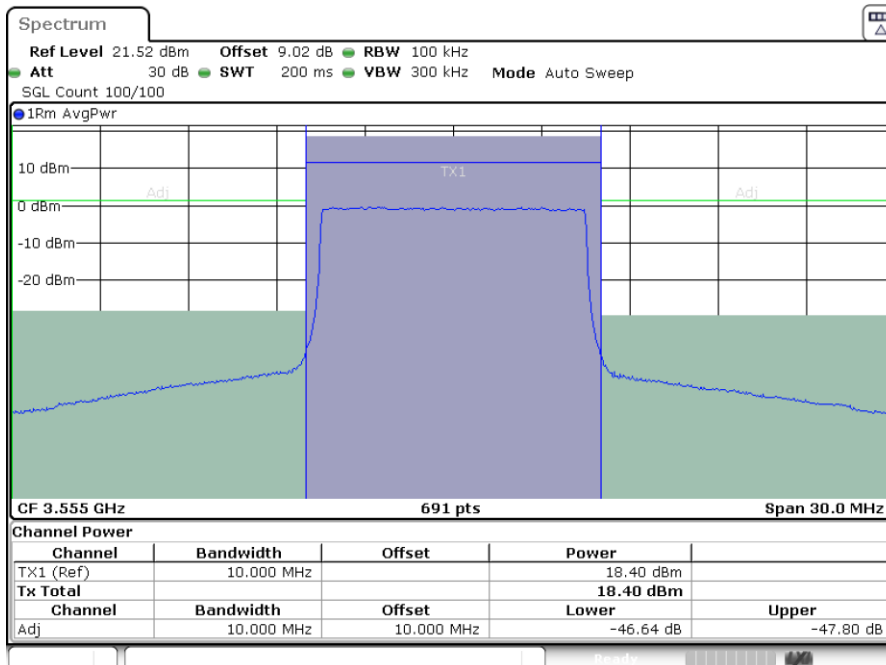 Spectrum
Ref Level 21.52 dBm Offset 9.02 dB RBW 100 kHz
Att 30 dB SWT 200 ms VBW 300 kHz Mode Auto Sweep
SGL Count 100/100
1Rm AvgPwr
10 dBm
TX1
Adj Adj
0 dBm
-10 dBm
-20 dBm
CF 3.555 GHz 691 pts Span 30.0 MHz
Channel Power
Channel Bandwidth Offset Power
TX1 (Ref) 10.000 MHz 18.40 dBm
Tx Total 18.40 dBm
Channel Bandwidth Offset Lower Upper
Adj 10.000 MHz 10.000 MHz -46.64 dB -47.80 dB
Ready